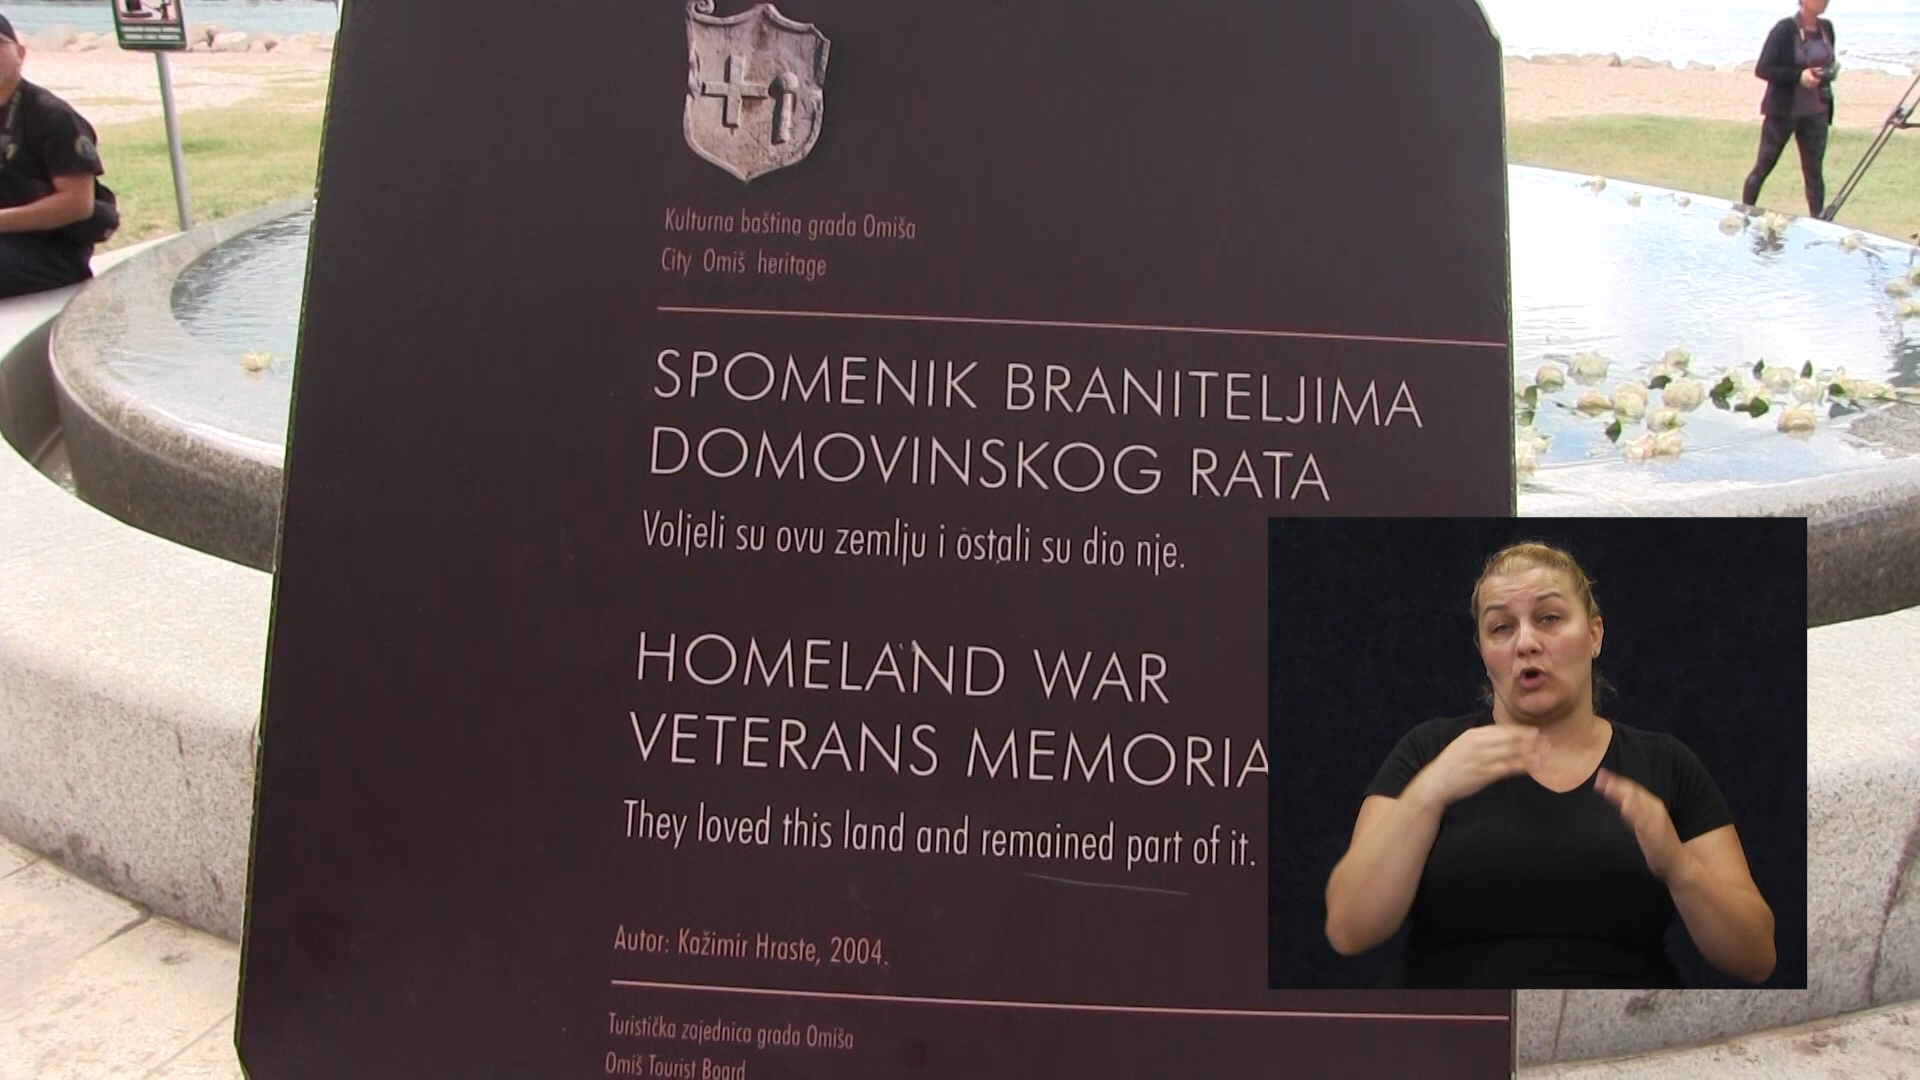 Kulturna baština grada Omiša
City Omiš heritage
SPOMENIK BRANITELJIMA
DOMOVINSKOG RATA
Voljeli su ovu zemlju i ostali su dio nje.
HOMELAND WAR
VETERANS MEMORIA
They loved this land and remained part of it.
Autor: Kažimir Hraste, 2004.
Turistička zajednica grada Omiša
Omiš Tourist Board